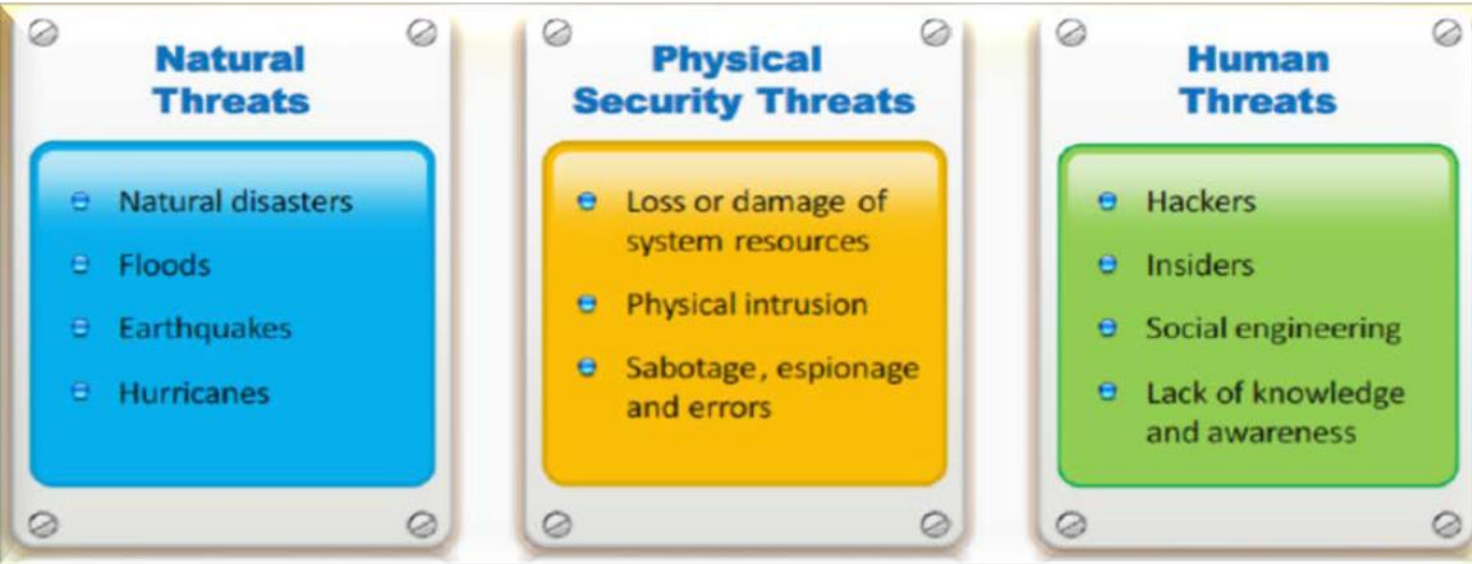 Natural
Threats
Natural disasters
Floods
Earthquakes
Hurricanes
Physical
Security Threats
Loss or damage of
system resources
Physical intrusion
Sabotage, espionage
and errors
Human
Threats
Hackers
Insiders
Social engineering
Lack of knowledge
and awareness